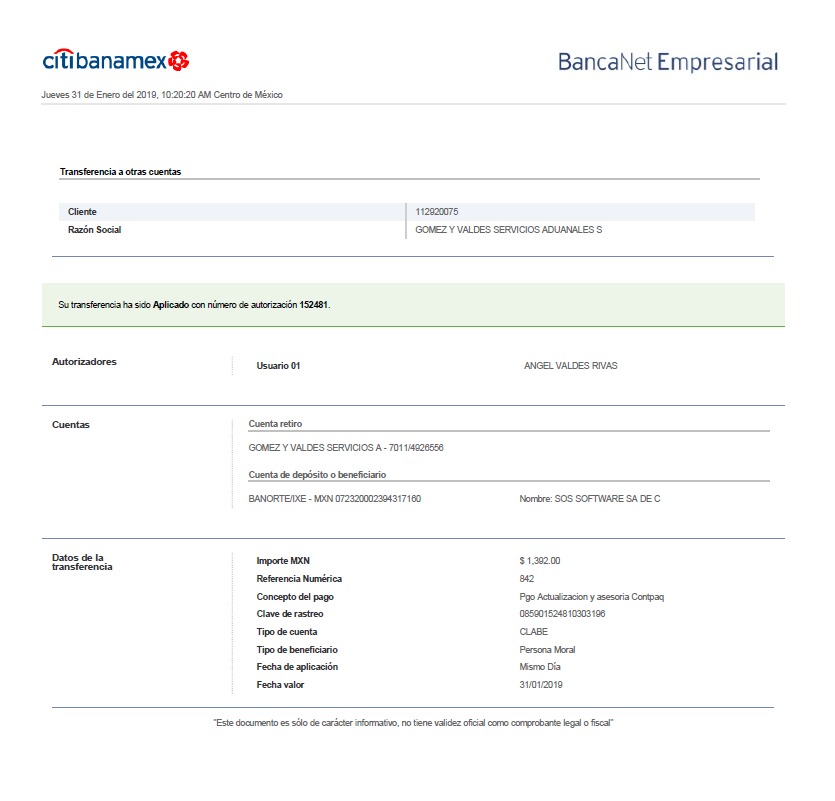 citibanamex
BancaNet Empresarial
Jueves 31 de Enero del 2019, 10:20:20 AM Centro de México
Transferencia a otras cuentas
Cliente 112920075
Razón Social GOMEZ Y VALDES SERVICIOS ADUANALES S
Su transferencia ha sido Aplicado con número de autorización 152481.
Autorizadores Usuario 01 ANGEL VALDES RIVAS
Cuentas Cuenta retiro
GOMEZ Y VALDES SERVICIOS A - 7011/4926556
Cuenta de depósito o beneficiario
BANORTE/IXE - MXN 072320002394317160 Nombre: SOS SOFTWARE SA DE C
Datos de la
transferencia
Importe MXN $ 1,392.00
Referencia Numérica 842
Concepto del pago Pgo Actualizacion y asesoria Contpaq
Clave de rastreo 085901524810303196
Tipo de cuenta CLABE
Tipo de beneficiario Persona Moral
Fecha de aplicación Mismo Día
Fecha valor 31/01/2019
"Este documento es sólo de carácter informativo, no tiene validez oficial como comprobante legal o fiscal"